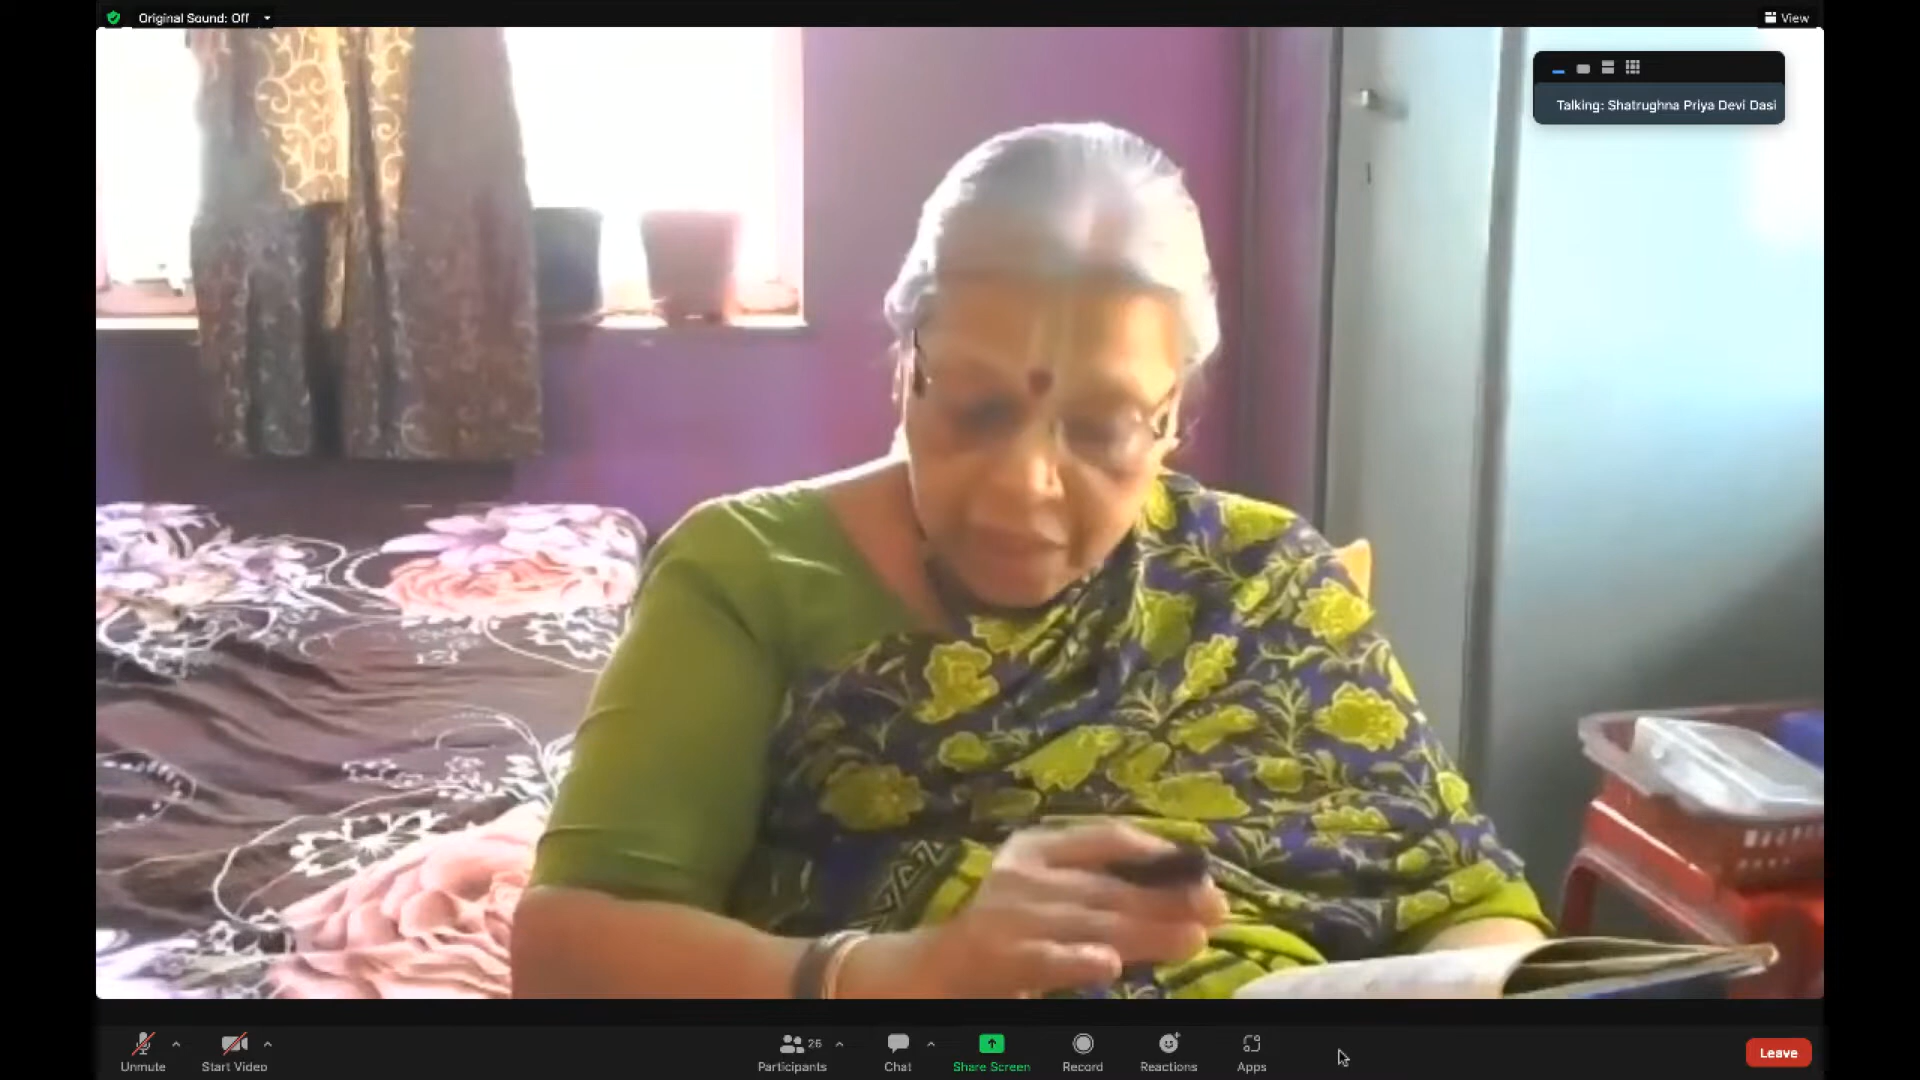 Original Sound: Off
View
Talking: Shatrughna Priya Devi Dasi
Unmute
Start Video
26
Participants
Chat
Share Screen
Record
Reactions
Apps
Leave